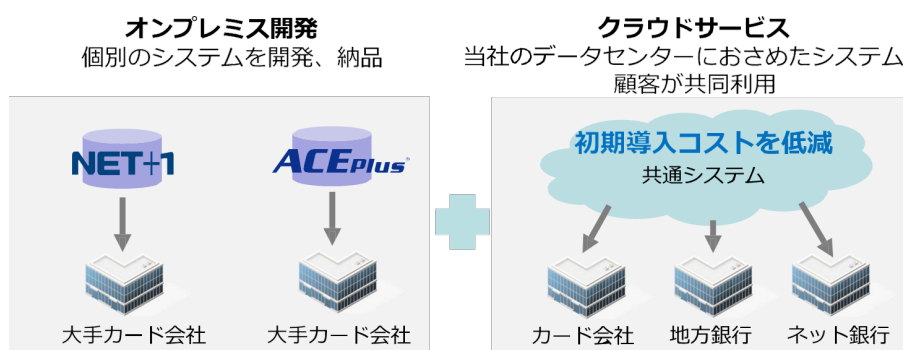 オンプレミス開発
個別のシステムを開発、納品
NET+1
ACEPlus®
大手カード会社
大手カード会社
クラウドサービス
当社のデータセンターにおさめたシステム
顧客が共同利用
初期導入コストを低減
共通システム
カード会社
地方銀行
ネット銀行